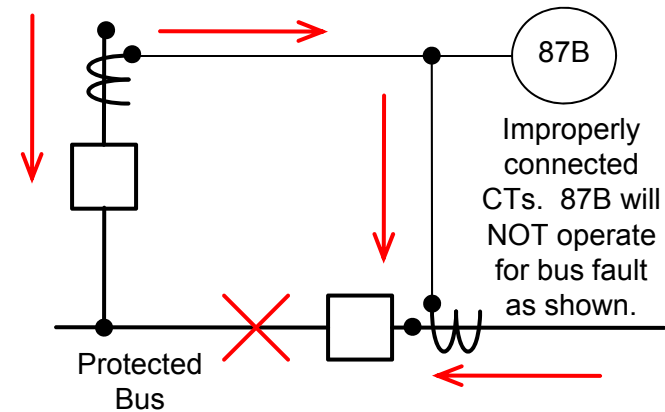 87B
Improperly
connected
CTs. 87B will
NOT operate
for bus fault
as shown.
Protected
Bus